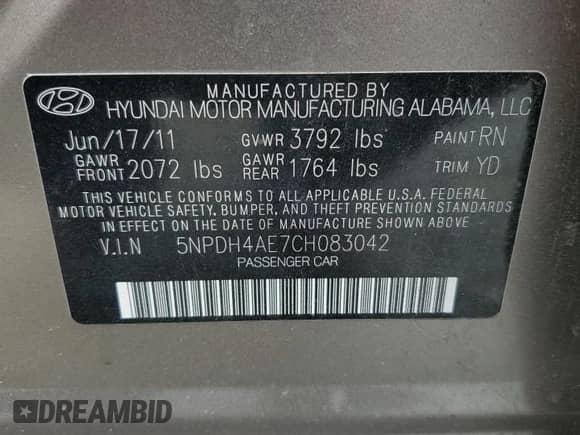 MANUFACTURED BY
HYUNDAI MOTOR MANUFACTURING ALABAMA, LLC
Jun/17/11 GVWR 3792 lbs PAINT RN
GAWR FRONT 2072 lbs GAWR REAR 1764 lbs TRIM YD
THIS VEHICLE CONFORMS TO ALL APPLICABLE U.S.A. FEDERAL
MOTOR VEHICLE SAFETY, BUMPER, AND THEFT PREVENTION STANDARDS
IN EFFECT ON THE DATE OF MANUFACTURE SHOWN ABOVE.
V.I.N 5NPDH4AE7CH083042
PASSENGER CAR
DREAMBID